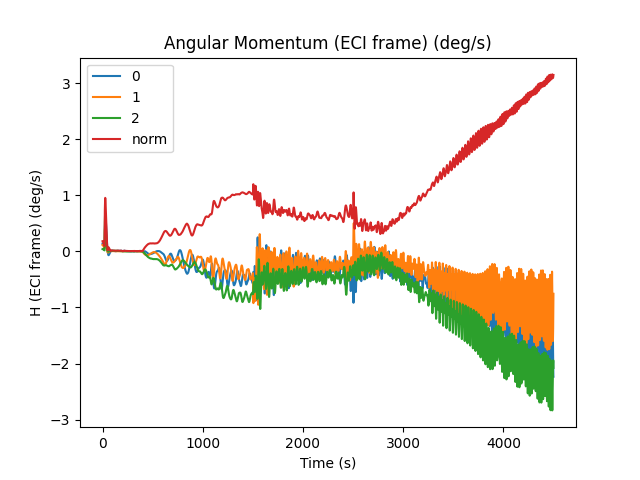 Angular Momentum (ECI frame) (deg/s)
0
1
2
norm
H (ECI frame) (deg/s)
3
2
1
0
−1
−2
−3
0 1000 2000 3000 4000
Time (s)